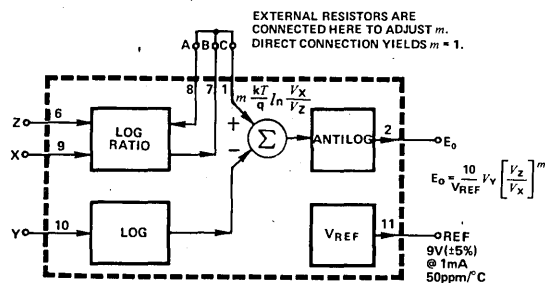 EXTERNAL RESISTORS ARE
CONNECTED HERE TO ADJUST m.
DIRECT CONNECTION YIELDS m = 1.
A B C
8 7 1
m kT/q ln Vx/Vz
Z 6
X 9
LOG
RATIO
+
−
Σ
ANTILOG
2
Eo
Eo = 10/VREF VY [Vz/Vx]^m
Y 10
LOG
VREF
11
REF
9V(±5%)
@ 1mA
50ppm/°C